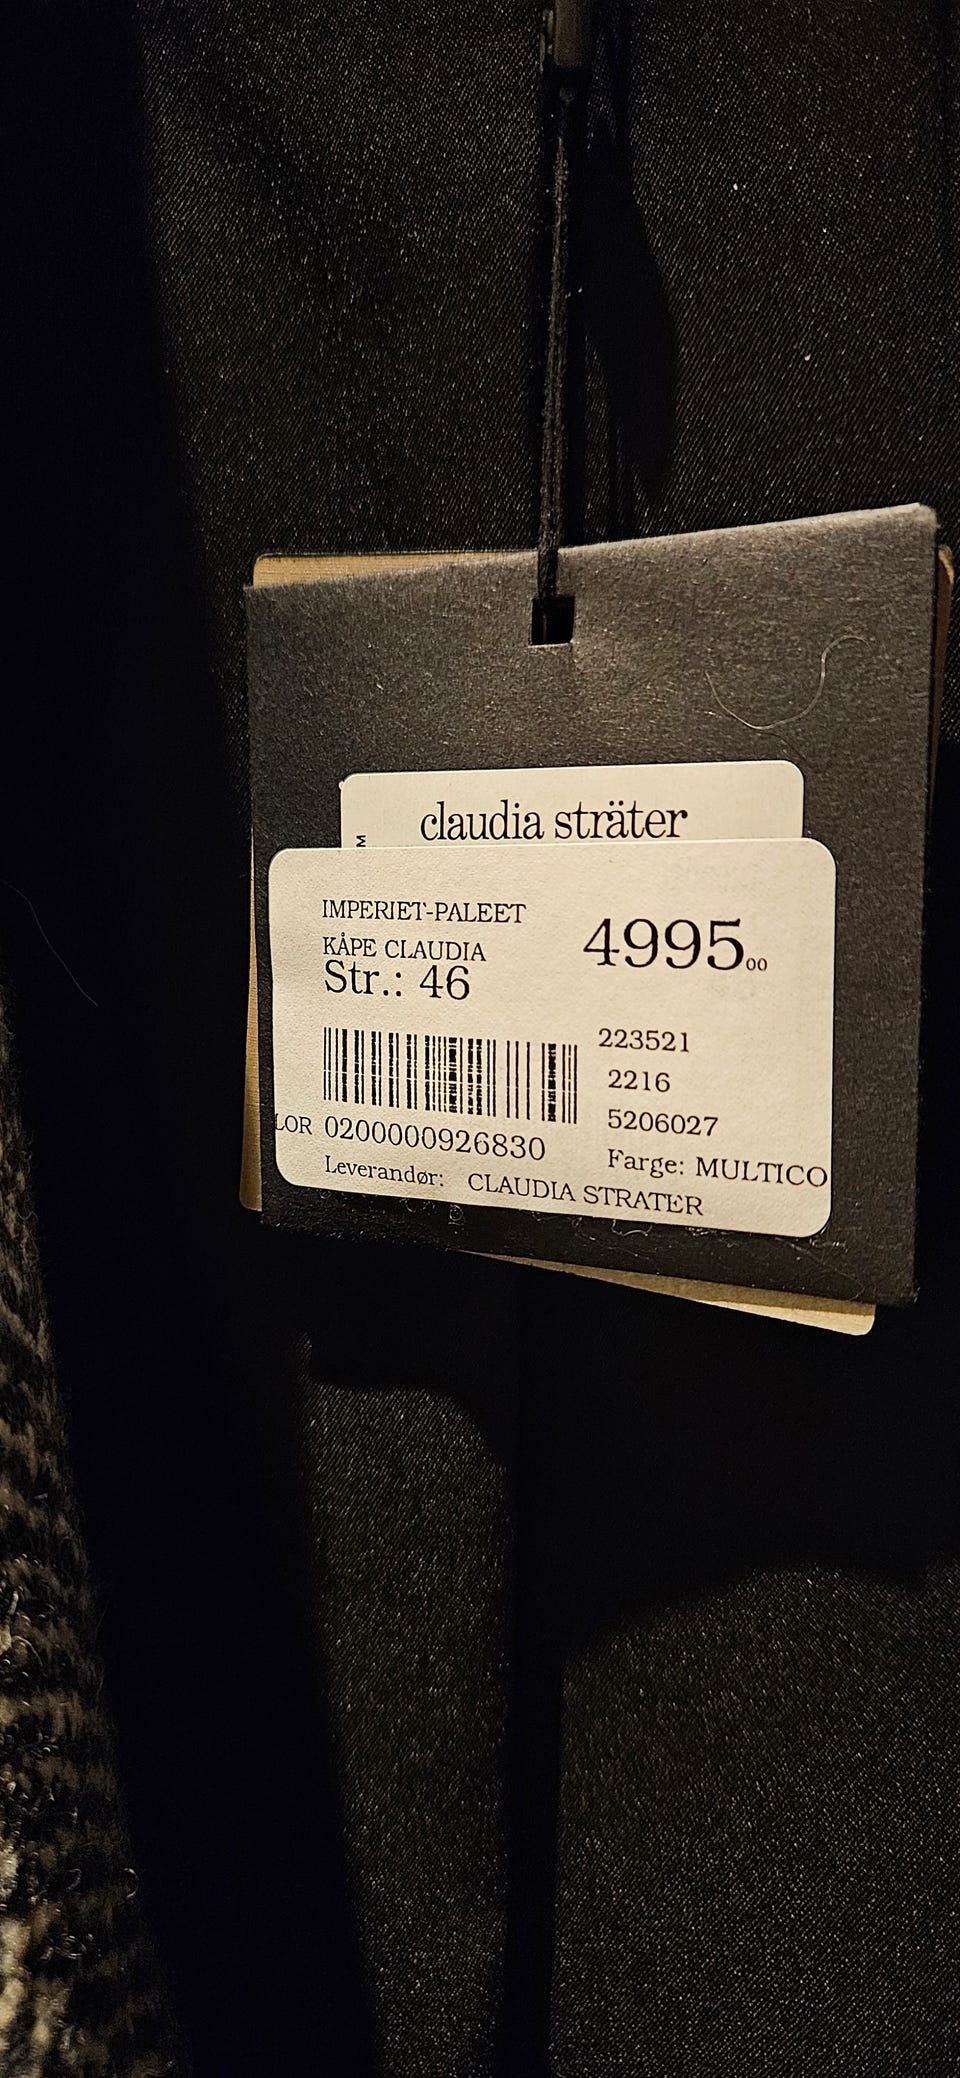 claudia sträter
M
IMPERIET-PALEET
KÅPE CLAUDIA
4995.00
Str.: 46
223521
2216
5206027
LOR 0200000926830
Farge: MULTICO
Leverandør: CLAUDIA STRATER